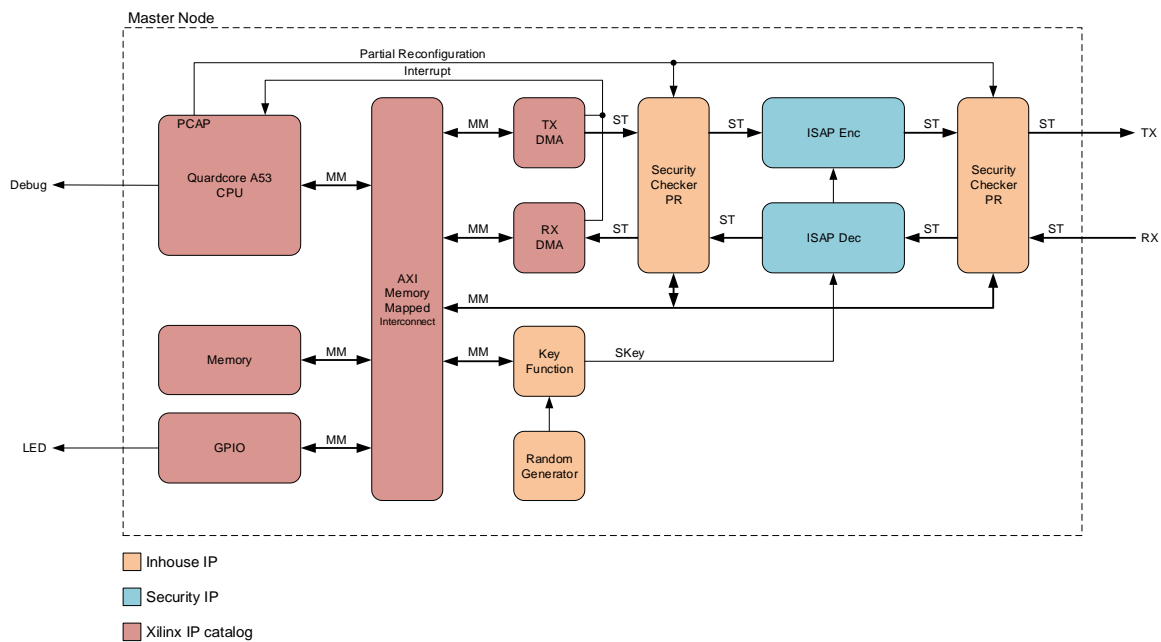 Master Node
Partial Reconfiguration
Interrupt
PCAP
Quardcore A53
CPU
Debug
MM
AXI
Memory
Mapped
Interconnect
MM
TX
DMA
ST
Security
Checker
PR
ST
ISAP Enc
ST
Security
Checker
PR
ST
TX
MM
RX
DMA
ST
ST
ISAP Dec
ST
ST
RX
MM
Memory
MM
MM
Key
Function
SKey
LED
GPIO
MM
Random
Generator
Inhouse IP
Security IP
Xilinx IP catalog